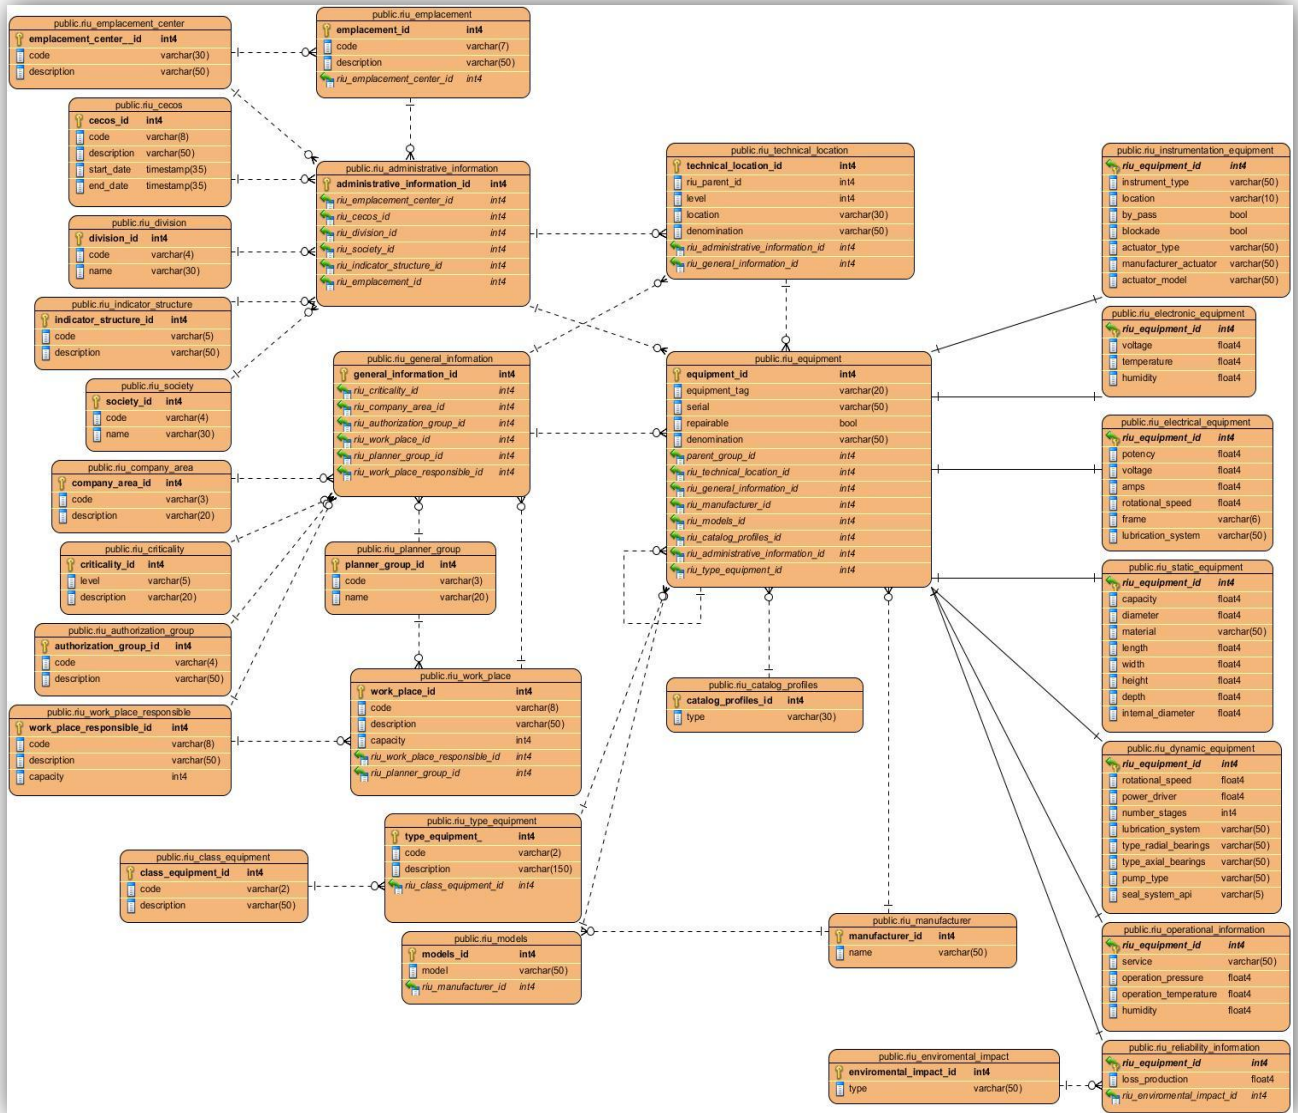 public.riu_emplacement_center
emplacement_center__id int4
code varchar(30)
description varchar(50)
public.riu_emplacement
emplacement_id int4
code varchar(7)
description varchar(50)
riu_emplacement_center_id int4
public.riu_cecos
cecos_id int4
code varchar(8)
description varchar(50)
start_date timestamp(35)
end_date timestamp(35)
public.riu_administrative_information
administrative_information_id int4
riu_emplacement_center_id int4
riu_cecos_id int4
riu_division_id int4
riu_society_id int4
riu_indicator_structure_id int4
riu_emplacement_id int4
public.riu_technical_location
technical_location_id int4
riu_parent_id int4
level int4
location varchar(30)
denomination varchar(50)
riu_administrative_information_id int4
riu_general_information_id int4
public.riu_instrumentation_equipment
riu_equipment_id int4
instrument_type varchar(50)
location varchar(10)
by_pass bool
blockade bool
actuator_type varchar(50)
manufacturer_actuator varchar(50)
actuator_model varchar(50)
public.riu_division
division_id int4
code varchar(4)
name varchar(30)
public.riu_indicator_structure
indicator_structure_id int4
code varchar(5)
description varchar(50)
public.riu_electronic_equipment
riu_equipment_id int4
voltage float4
temperature float4
humidity float4
public.riu_society
society_id int4
code varchar(4)
name varchar(30)
public.riu_general_information
general_information_id int4
riu_criticality_id int4
riu_company_area_id int4
riu_authorization_group_id int4
riu_work_place_id int4
riu_planner_group_id int4
riu_work_place_responsible_id int4
public.riu_equipment
equipment_id int4
equipment_tag varchar(20)
serial varchar(50)
repairable bool
denomination varchar(50)
parent_group_id int4
riu_technical_location_id int4
riu_general_information_id int4
riu_manufacturer_id int4
riu_models_id int4
riu_catalog_profiles_id int4
riu_administrative_information_id int4
riu_type_equipment_id int4
public.riu_electrical_equipment
riu_equipment_id int4
potency float4
voltage float4
amps float4
rotational_speed float4
frame varchar(6)
lubrication_system varchar(50)
public.riu_company_area
company_area_id int4
code varchar(3)
description varchar(20)
public.riu_criticality
criticality_id int4
level varchar(5)
description varchar(20)
public.riu_planner_group
planner_group_id int4
code varchar(3)
name varchar(20)
public.riu_static_equipment
riu_equipment_id int4
capacity float4
diameter float4
material varchar(50)
length float4
width float4
height float4
depth float4
internal_diameter float4
public.riu_authorization_group
authorization_group_id int4
code varchar(4)
description varchar(50)
public.riu_work_place
work_place_id int4
code varchar(8)
description varchar(50)
capacity int4
riu_work_place_responsible_id int4
riu_planner_group_id int4
public.riu_catalog_profiles
catalog_profiles_id int4
type varchar(30)
public.riu_work_place_responsible
work_place_responsible_id int4
code varchar(8)
description varchar(50)
capacity int4
public.riu_dynamic_equipment
riu_equipment_id int4
rotational_speed float4
power_driver float4
number_stages int4
lubrication_system varchar(50)
type_radial_bearings varchar(50)
type_axial_bearings varchar(50)
pump_type varchar(50)
seal_system_api varchar(5)
public.riu_type_equipment
type_equipment_ int4
code varchar(2)
description varchar(150)
riu_class_equipment_id int4
public.riu_class_equipment
class_equipment_id int4
code varchar(2)
description varchar(50)
public.riu_models
models_id int4
model varchar(50)
riu_manufacturer_id int4
public.riu_manufacturer
manufacturer_id int4
name varchar(50)
public.riu_operational_information
riu_equipment_id int4
service varchar(50)
operation_pressure float4
operation_temperature float4
humidity float4
public.riu_enviromental_impact
enviromental_impact_id int4
type varchar(50)
public.riu_reliability_information
riu_equipment_id int4
loss_production float4
riu_enviromental_impact_id int4